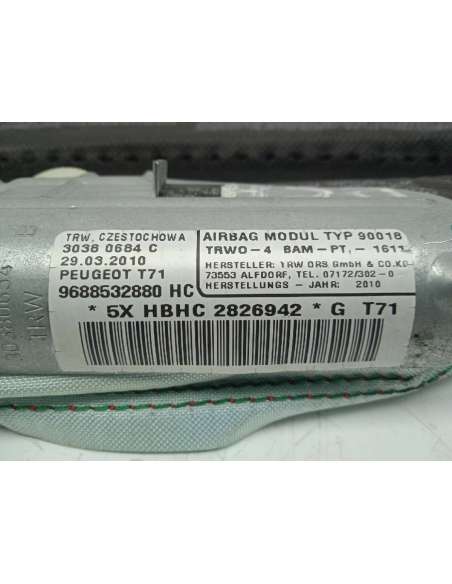 TRW, CZESTOCHOWA
3038 0684 C
29.03.2010
PEUGEOT T71
9688532880 HC
AIRBAG MODUL TYP 90018
TRWO-4 BAM-PT.-1611
HERSTELLER: TRW ORS GmbH & CO.KG
73553 ALFDORF, TEL. 07172/302-0
HERSTELLUNGS - JAHR: 2010
* 5X HBHC 2826942 * G T71
TRW